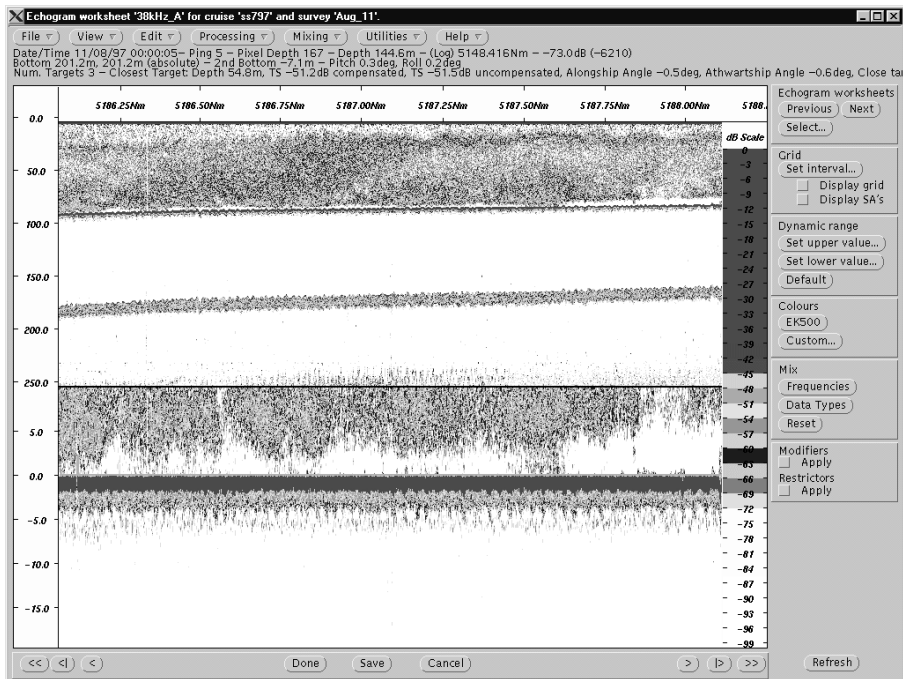 Echogram worksheet '38kHz_A' for cruise 'ss797' and survey 'Aug_11'.
File View Edit Processing Mixing Utilities Help
Date/Time 11/08/97 00:00:05– Ping 5 – Pixel Depth 167 – Depth 144.6m – (Log) 5148.416Nm – –73.0dB (–6210)
Bottom 201.2m, 201.2m (absolute) – 2nd Bottom –7.1m – Pitch 0.3deg, Roll 0.2deg
Num. Targets 3 – Closest Target: Depth 54.8m, TS –51.2dB compensated, TS –51.5dB uncompensated, Alongship Angle –0.5deg, Athwartship Angle –0.6deg, Close ta
5186.25Nm 5186.50Nm 5186.75Nm 5187.00Nm 5187.25Nm 5187.50Nm 5187.75Nm 5188.00Nm 5188.
0.0
50.0
100.0
150.0
200.0
250.0
5.0
0.0
-5.0
-10.0
-15.0
dB Scale
0
-3
-6
-9
-12
-15
-18
-21
-24
-27
-30
-33
-36
-39
-42
-45
-48
-51
-54
-57
-60
-63
-66
-69
-72
-75
-78
-81
-84
-87
-90
-93
-96
-99
Echogram worksheets
Previous Next
Select...
Grid
Set interval...
Display grid
Display SA's
Dynamic range
Set upper value...
Set lower value...
Default
Colours
EK500
Custom...
Mix
Frequencies
Data Types
Reset
Modifiers
Apply
Restrictors
Apply
<< <| < Done Save Cancel > |> >> Refresh